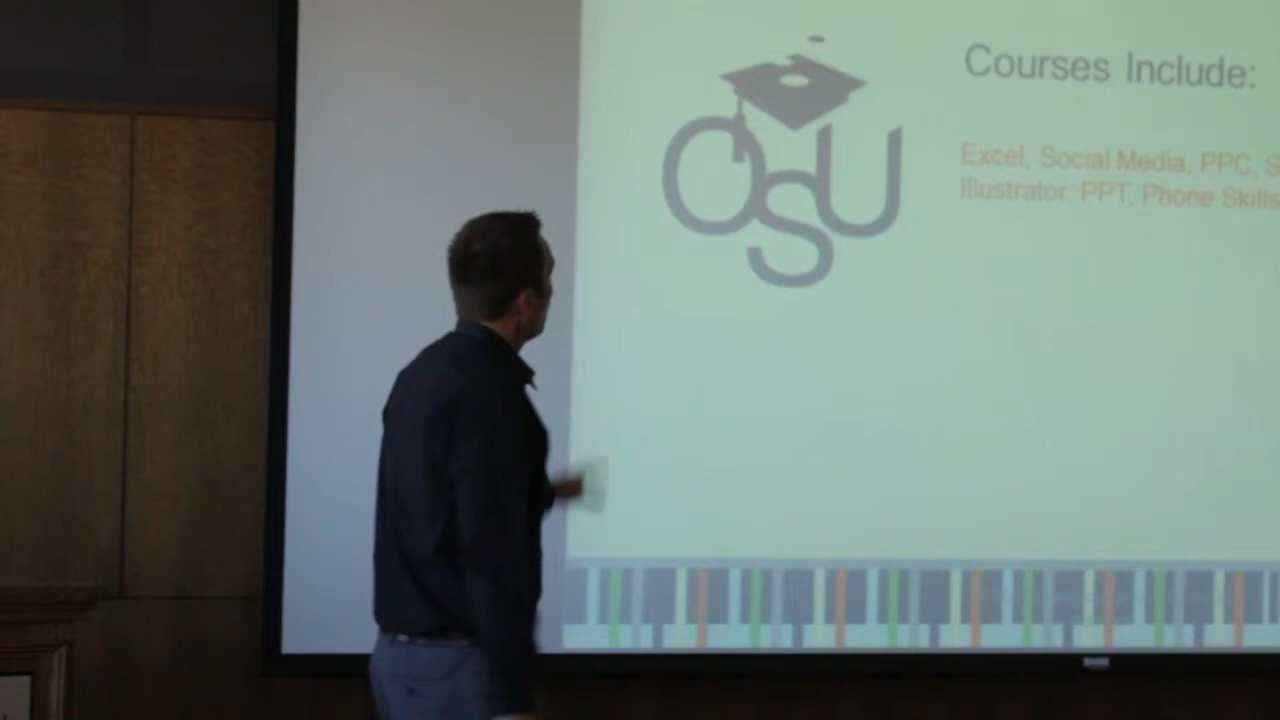 OSU
Courses Include:
Excel, Social Media, PPC, S
Illustrator, PPT, Phone Skills